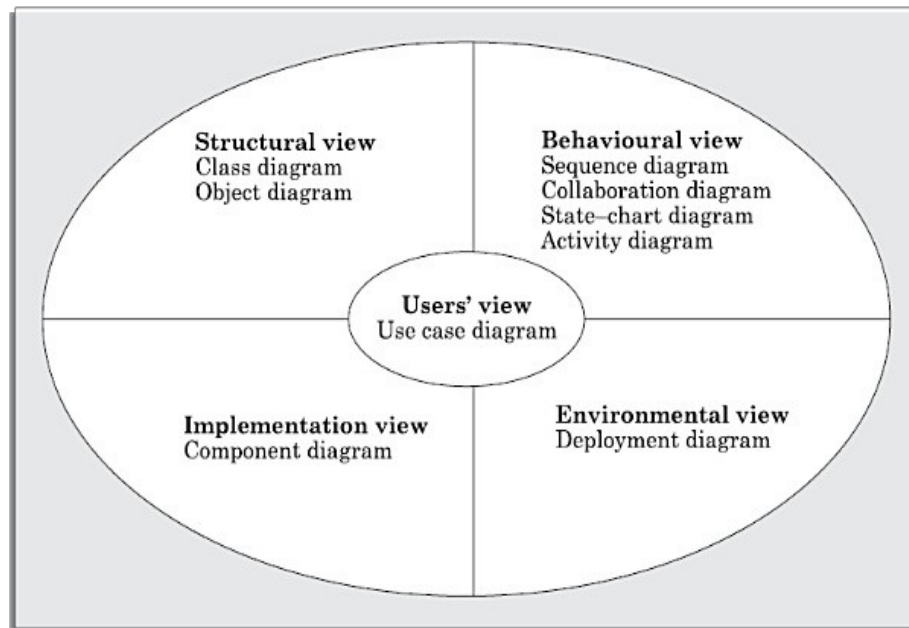 Structural view
Class diagram
Object diagram
Behavioural view
Sequence diagram
Collaboration diagram
State–chart diagram
Activity diagram
Users’ view
Use case diagram
Implementation view
Component diagram
Environmental view
Deployment diagram